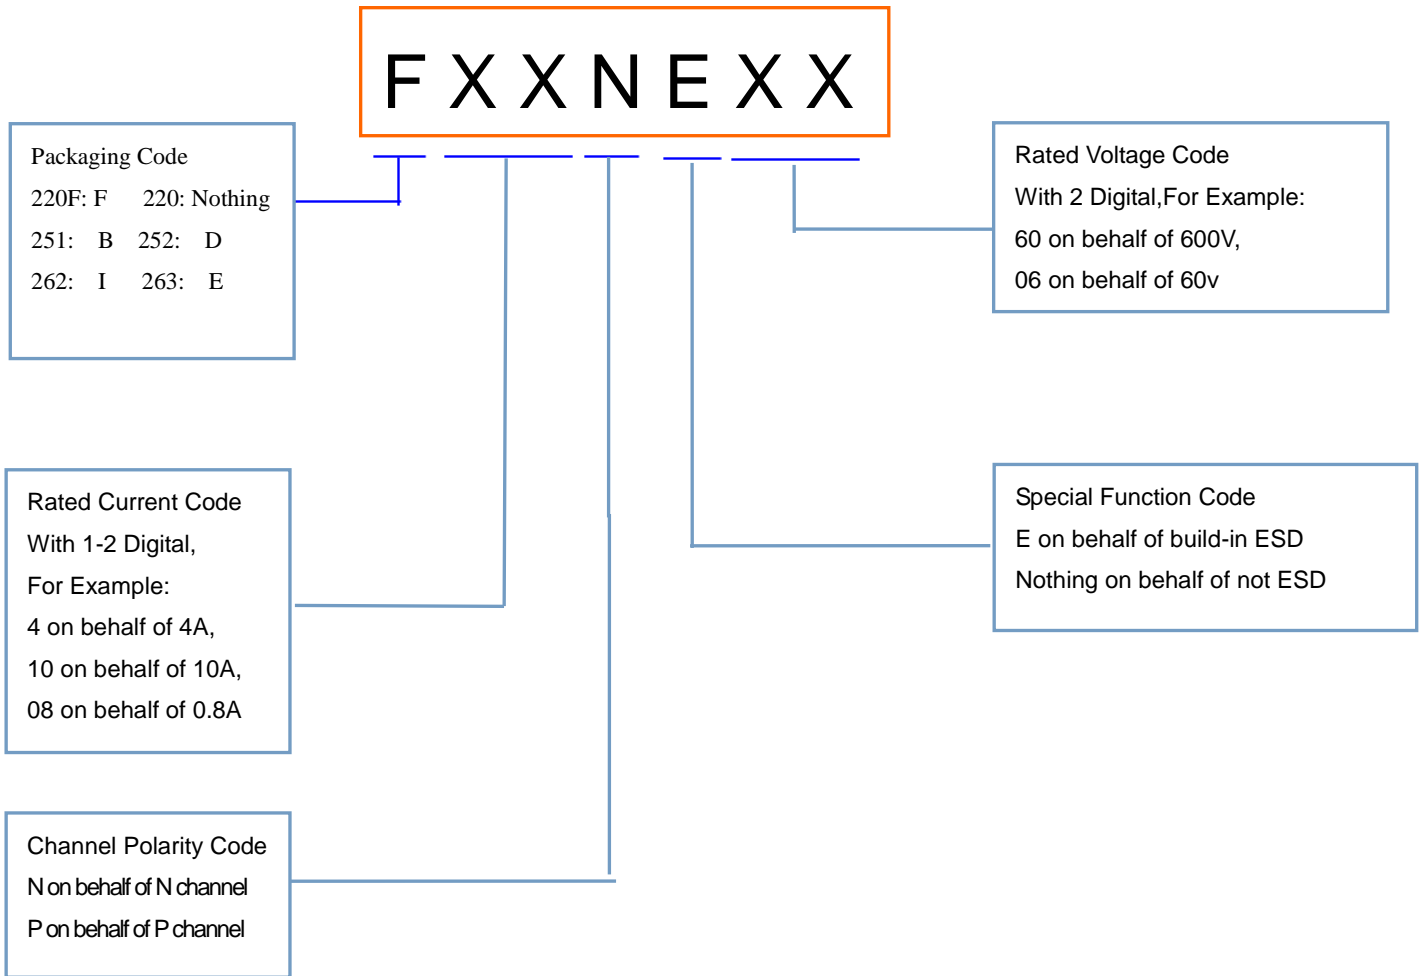 F X X N E X X
Packaging Code
220F: F 220: Nothing
251: B 252: D
262: I 263: E
Rated Voltage Code
With 2 Digital,For Example:
60 on behalf of 600V,
06 on behalf of 60v
Rated Current Code
With 1-2 Digital,
For Example:
4 on behalf of 4A,
10 on behalf of 10A,
08 on behalf of 0.8A
Special Function Code
E on behalf of build-in ESD
Nothing on behalf of not ESD
Channel Polarity Code
N on behalf of N channel
P on behalf of P channel